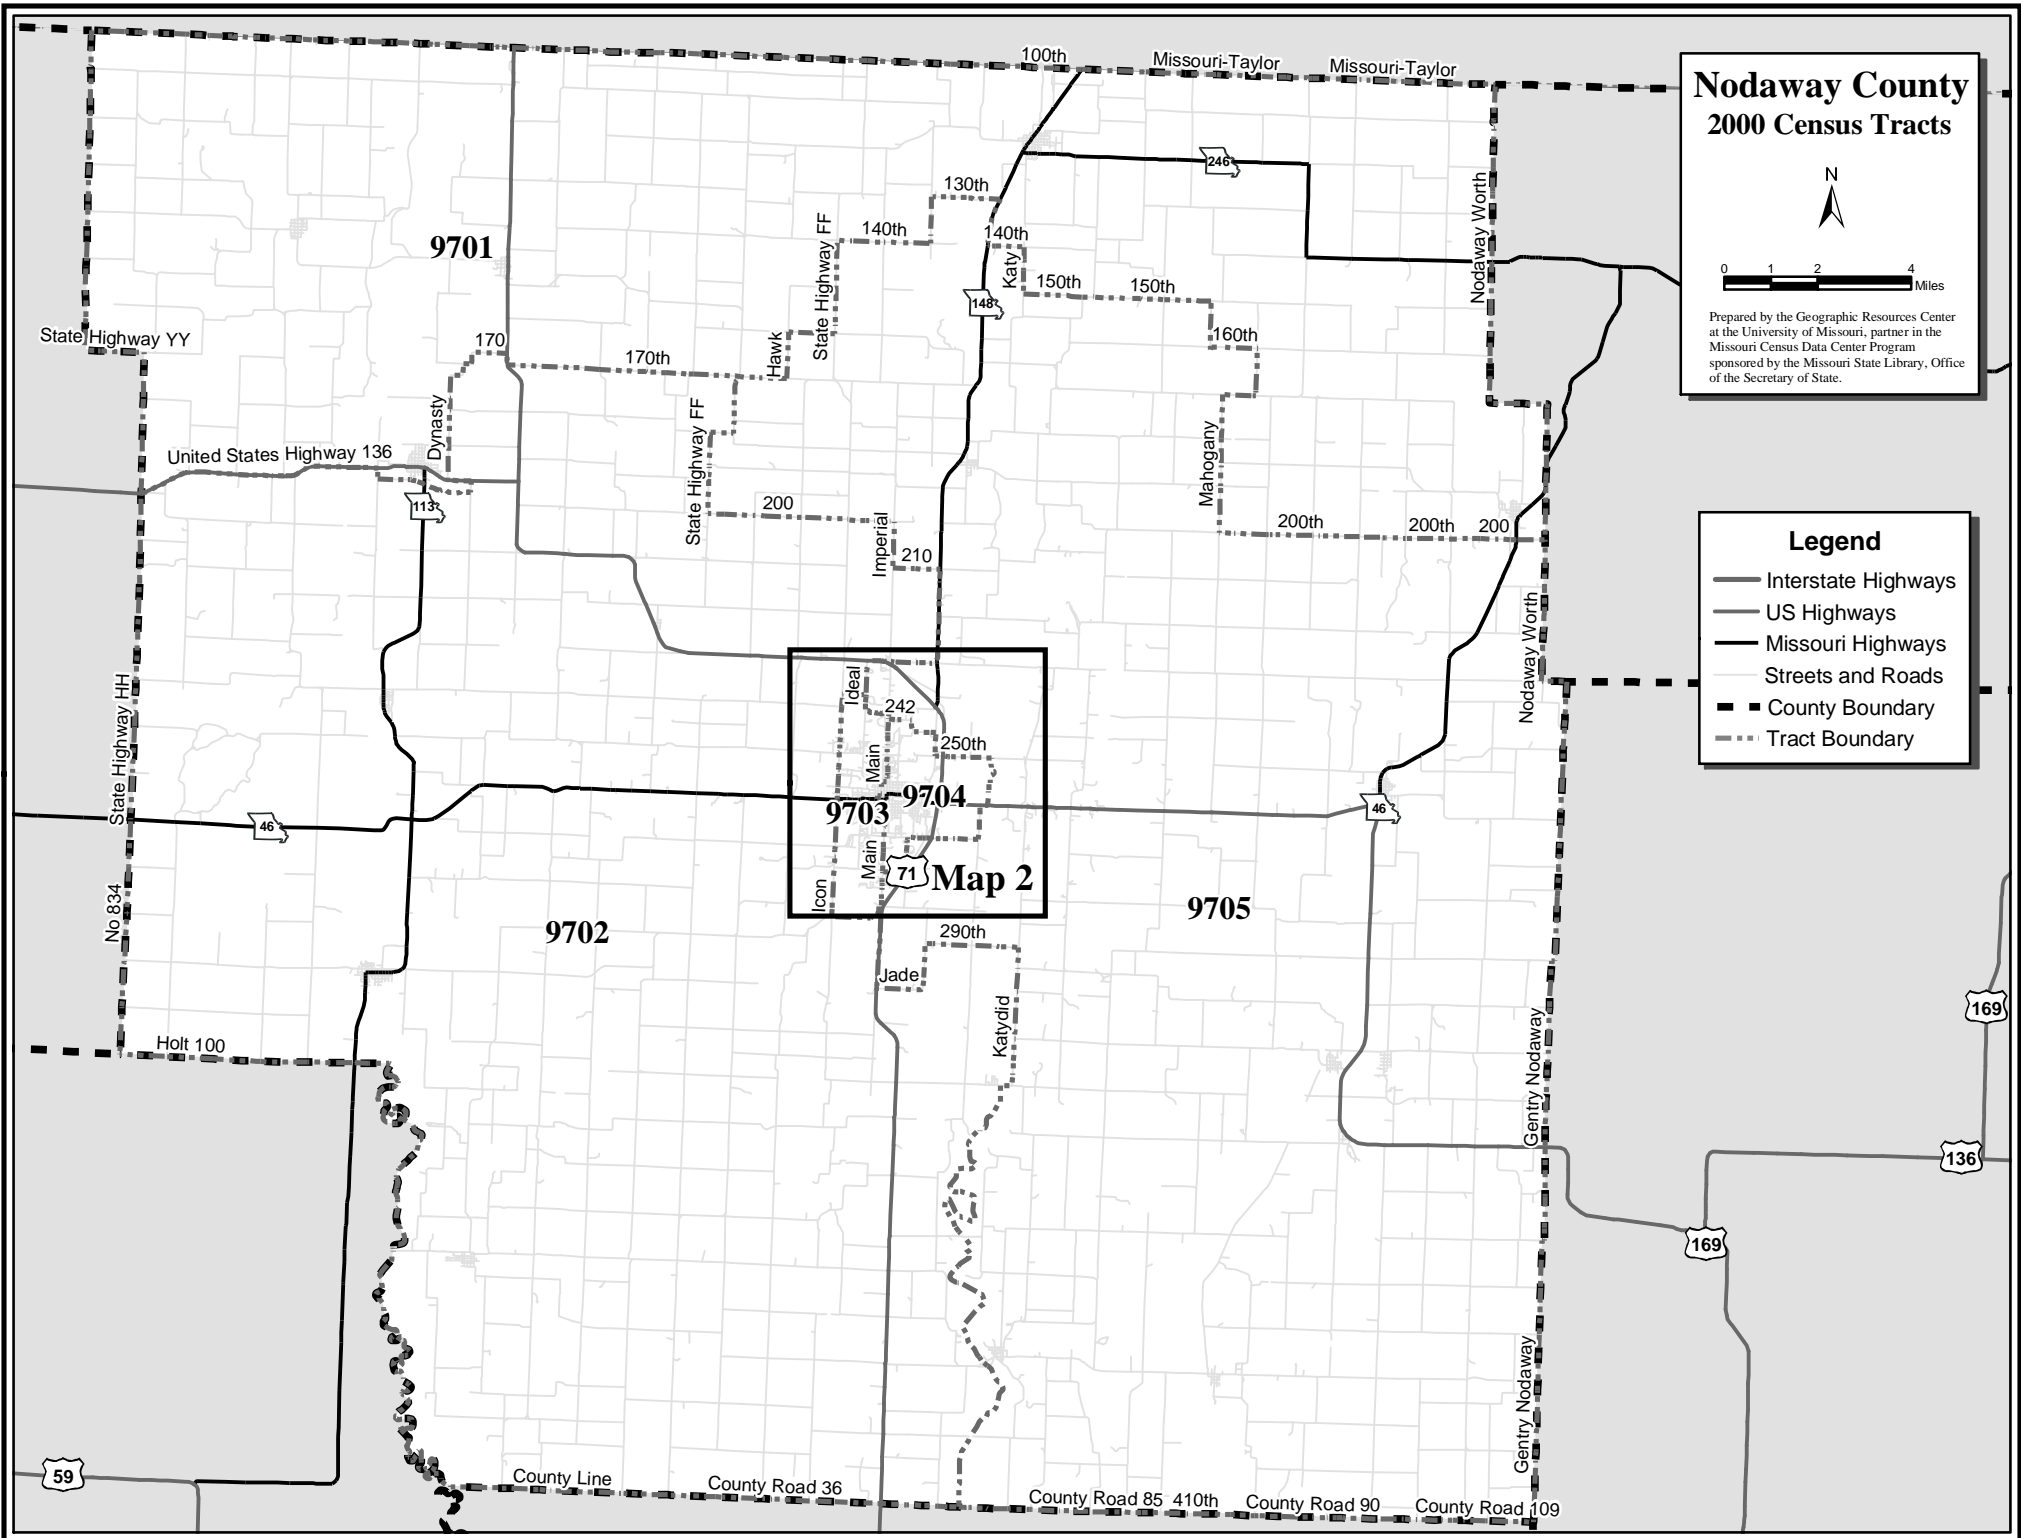 Nodaway County
2000 Census Tracts
N
0 1 2 4
Miles
Prepared by the Geographic Resources Center
at the University of Missouri, partner in the
Missouri Census Data Center Program
sponsored by the Missouri State Library, Office
of the Secretary of State.
Legend
Interstate Highways
US Highways
Missouri Highways
Streets and Roads
County Boundary
Tract Boundary
100th
Missouri-Taylor
Missouri-Taylor
246
130th
Nodaway Worth
State Highway FF
140th
140th
9701
Katy
150th
150th
148
State Highway YY
170
170th
Hawk
160th
Dynasty
State Highway FF
United States Highway 136
Mahogany
113
200
Imperial
210
200th
200th
200
Nodaway Worth
State Highway HH
Ideal
242
Main
250th
9704
9703
46
46
Main
71
Map 2
Icon
No 834
9702
9705
290th
Jade
Katydid
169
Holt 100
Gentry Nodaway
136
169
Gentry Nodaway
59
County Line
County Road 36
County Road 85
410th
County Road 90
County Road 109